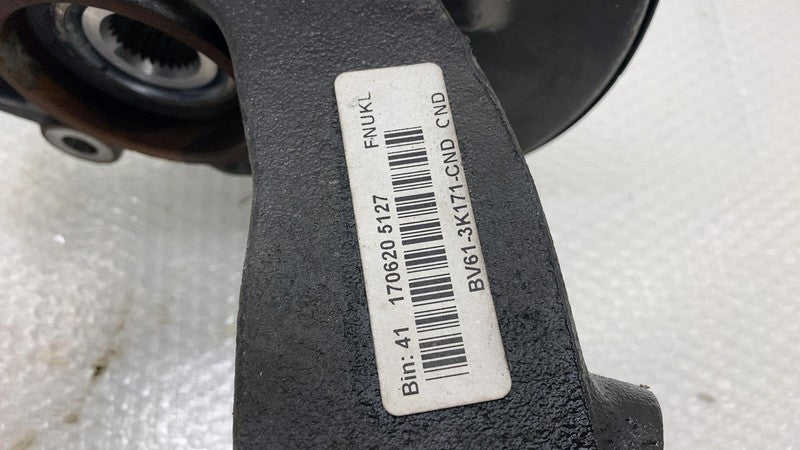 FNUKL
Bin: 41 170620 5127
BV61-3K171-CND CND